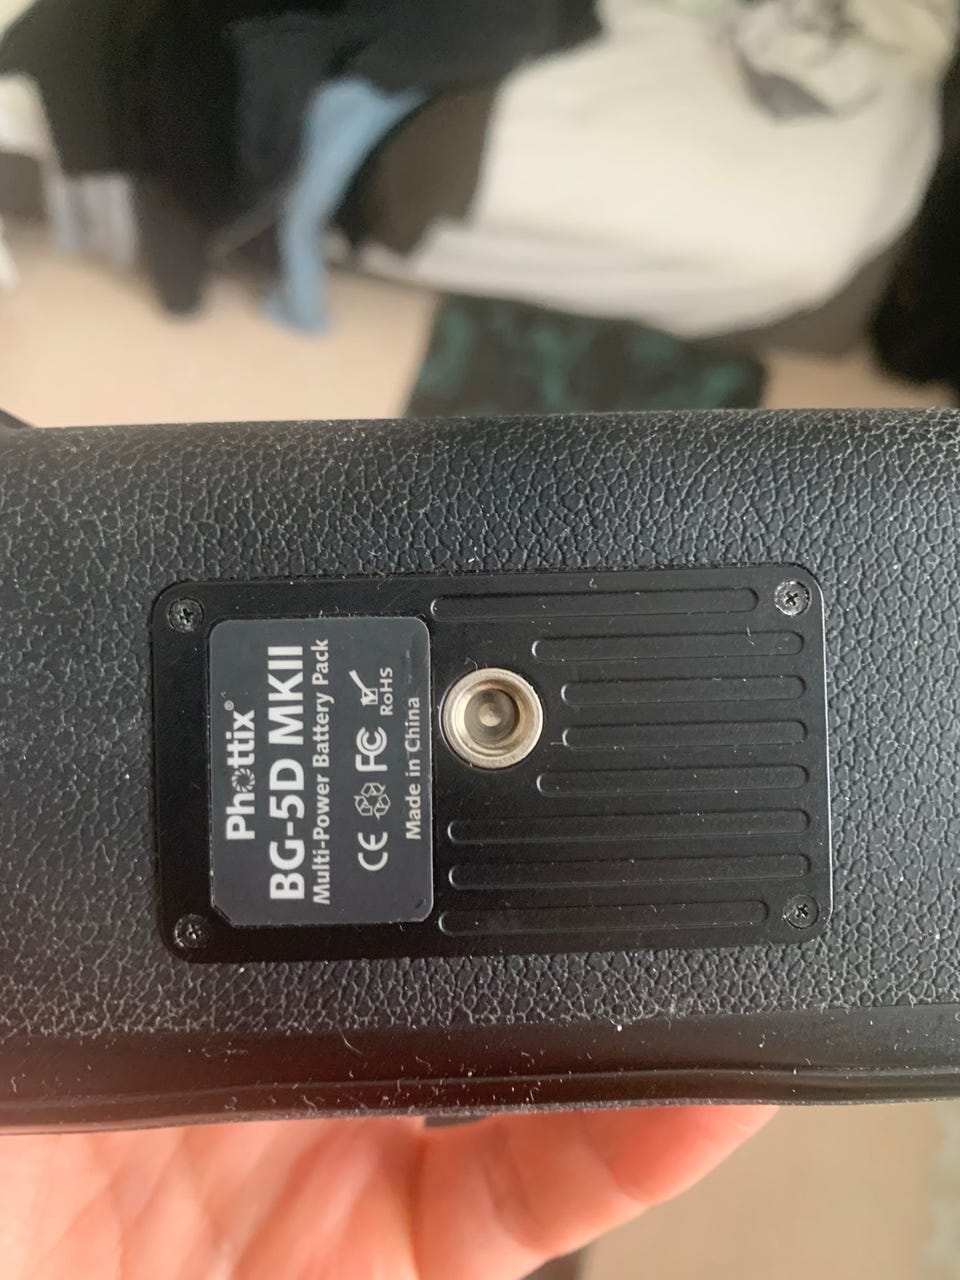 Phottix®
BG-5D MKII
Multi-Power Battery Pack
CE FC RoHS
Made in China